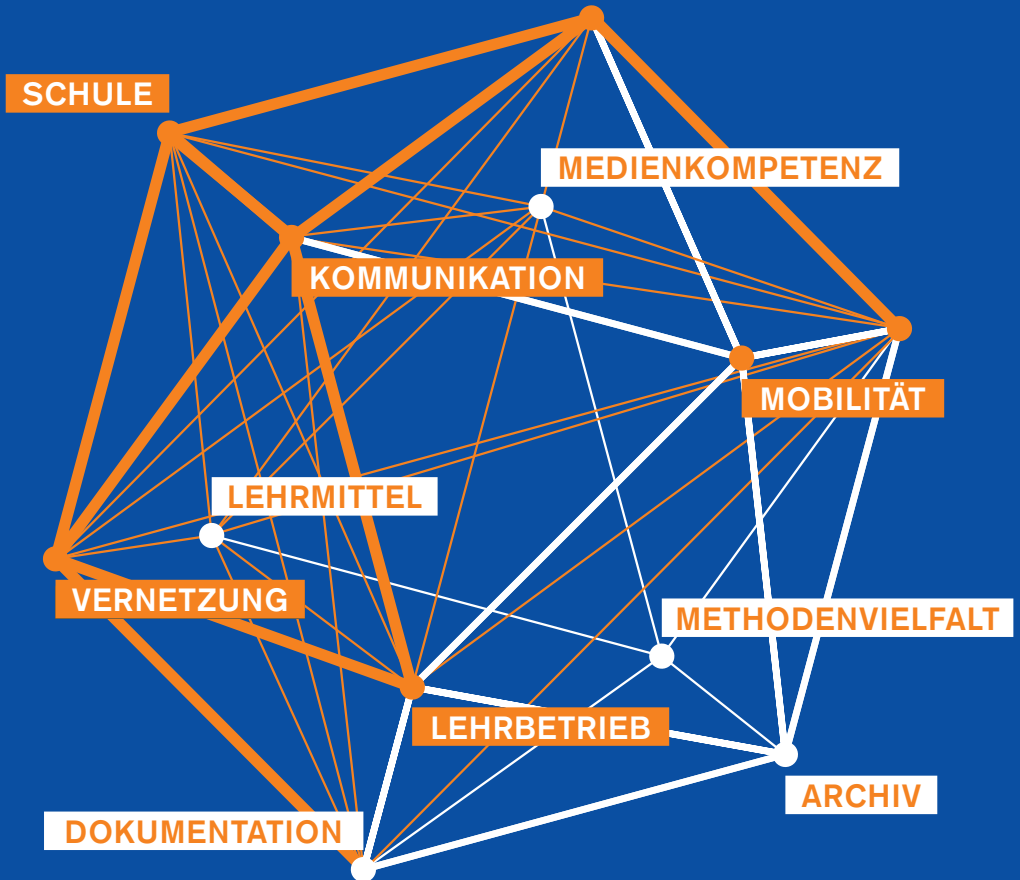 SCHULE
MEDIENKOMPETENZ
KOMMUNIKATION
MOBILITÄT
LEHRMITTEL
VERNETZUNG
METHODENVIELFALT
LEHRBETRIEB
ARCHIV
DOKUMENTATION